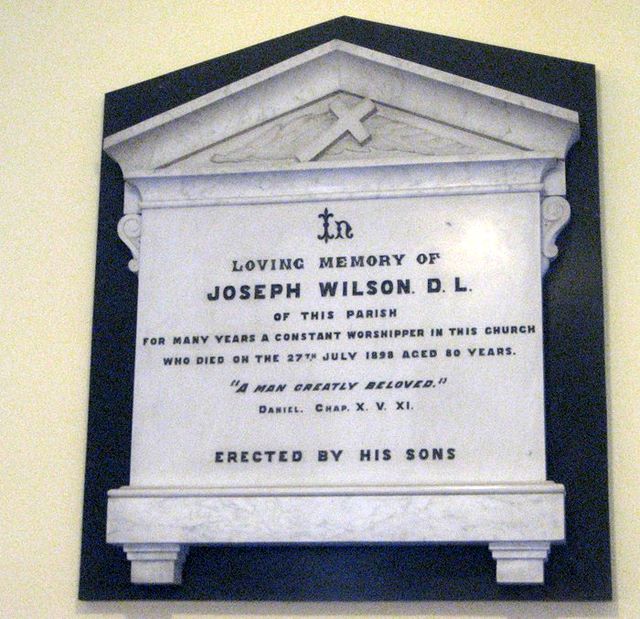 In
LOVING MEMORY OF
JOSEPH WILSON. D. L.
OF THIS PARISH
FOR MANY YEARS A CONSTANT WORSHIPPER IN THIS CHURCH
WHO DIED ON THE 27TH JULY 1898 AGED 80 YEARS.
"A MAN GREATLY BELOVED."
DANIEL. CHAP. X. V. XI.
ERECTED BY HIS SONS